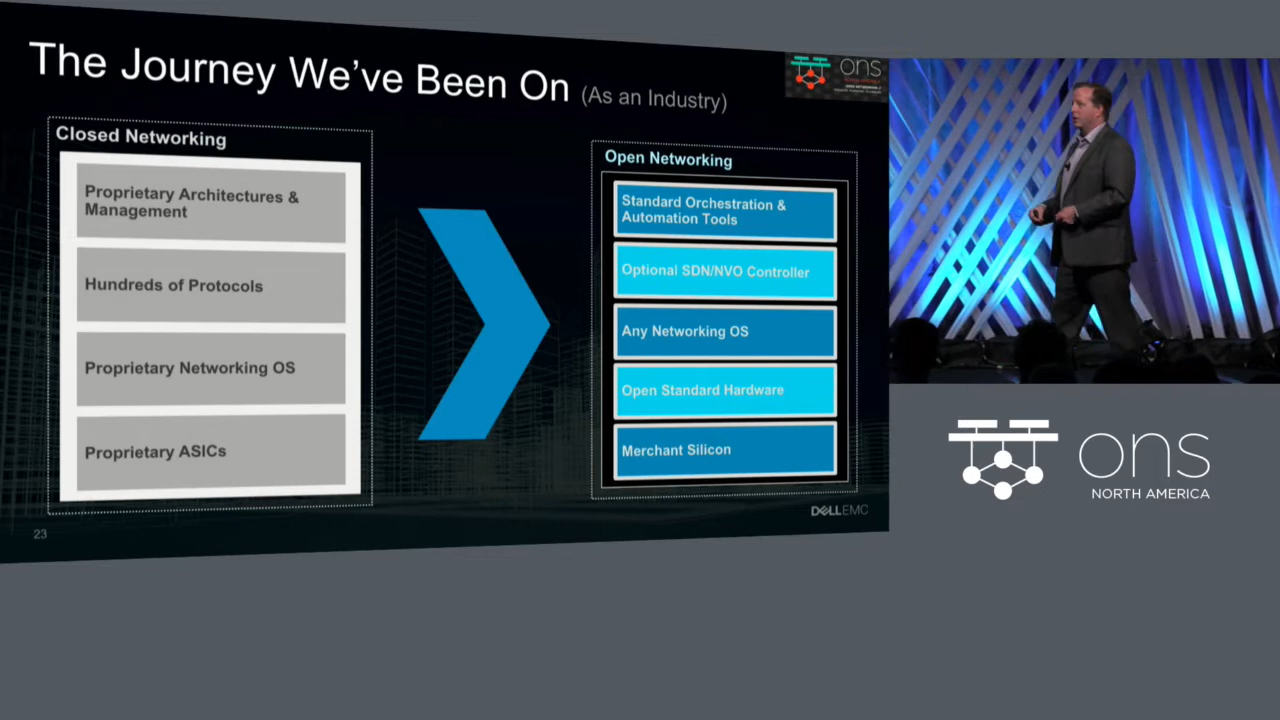 The Journey We've Been On (As an Industry)
ons
Closed Networking
Proprietary Architectures &
Management
Hundreds of Protocols
Proprietary Networking OS
Proprietary ASICs
Open Networking
Standard Orchestration &
Automation Tools
Optional SDN/NVO Controller
Any Networking OS
Open Standard Hardware
Merchant Silicon
23
DELLEMC
ons
NORTH AMERICA